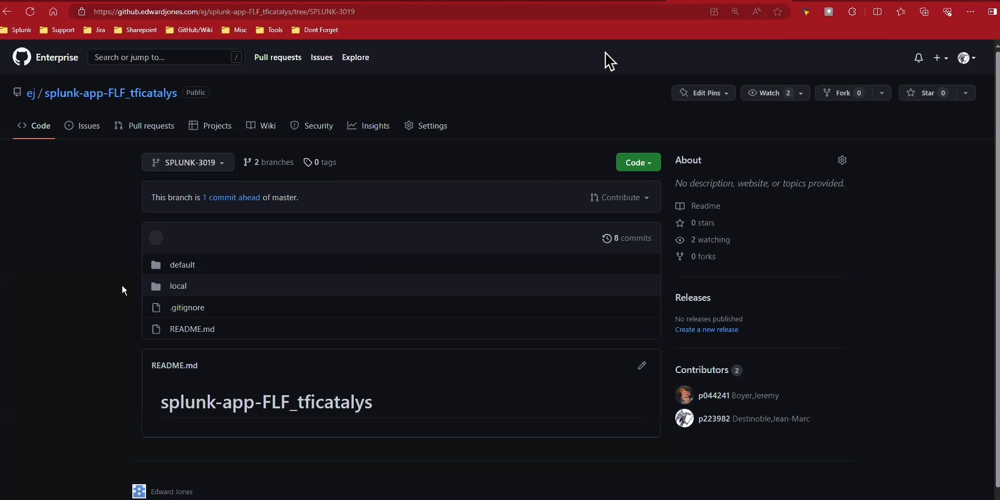 https://github.edwardjones.com/ej/splunk-app-FLF_tficatalys/tree/SPLUNK-3019
Splunk Support Jira Sharepoint GitHub/Wiki Misc Tools Dont Forget
Enterprise Search or jump to... / Pull requests Issues Explore
ej / splunk-app-FLF_tficatalys Public Edit Pins Watch 2 Fork 0 Star 0
Code Issues Pull requests Projects Wiki Security Insights Settings
SPLUNK-3019 2 branches 0 tags Code
This branch is 1 commit ahead of master. Contribute
8 commits
default
local
.gitignore
README.md
README.md
splunk-app-FLF_tficatalys
About
No description, website, or topics provided.
Readme
0 stars
2 watching
0 forks
Releases
No releases published
Create a new release
Contributors 2
p044241 Boyer,Jeremy
p223982 Destinoble,Jean-Marc
Edward Jones